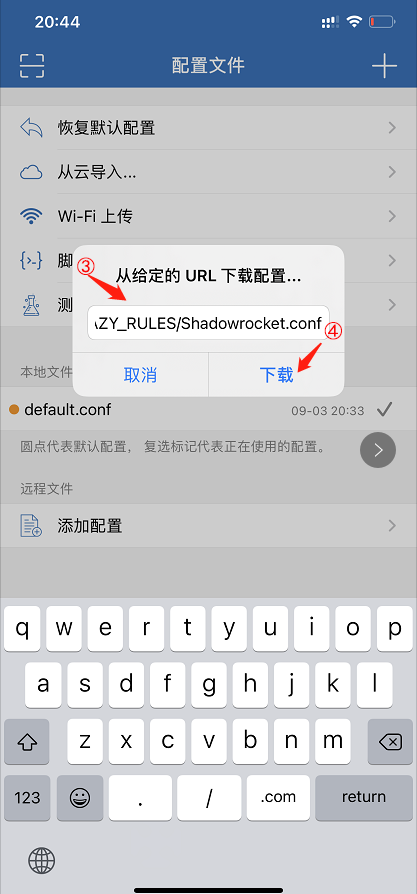 20:44
配置文件
恢复默认配置
从云导入...
Wi-Fi 上传
脚
测
③
从给定的 URL 下载配置...
AZY_RULES/Shadowrocket.conf
④
取消
下载
本地文件
default.conf
09-03 20:33
圆点代表默认配置， 复选标记代表正在使用的配置。
远程文件
添加配置
q w e r t y u i o p
a s d f g h j k l
z x c v b n m
123 . / .com return